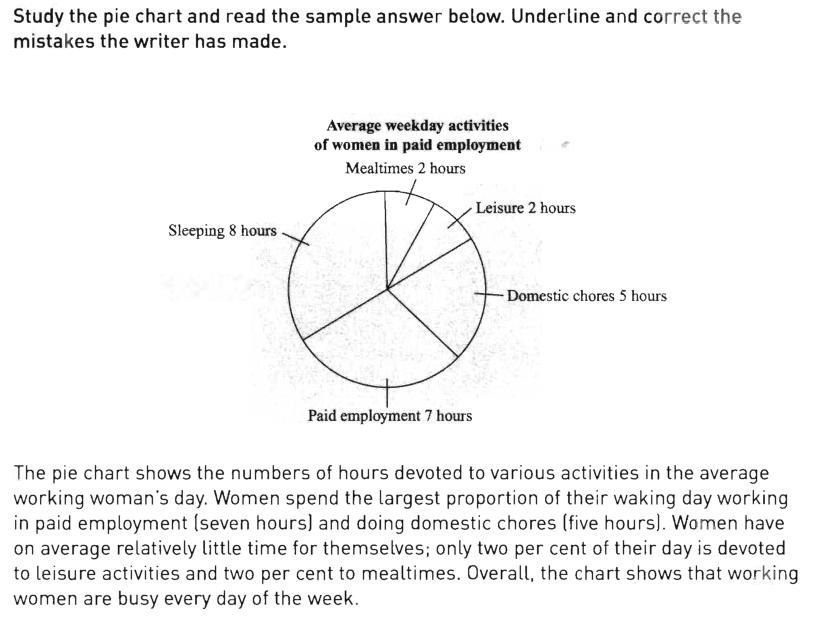 Study the pie chart and read the sample answer below. Underline and correct the
mistakes the writer has made.
Average weekday activities
of women in paid employment
Mealtimes 2 hours
Leisure 2 hours
Sleeping 8 hours
Domestic chores 5 hours
Paid employment 7 hours
The pie chart shows the numbers of hours devoted to various activities in the average
working woman's day. Women spend the largest proportion of their waking day working
in paid employment (seven hours) and doing domestic chores (five hours). Women have
on average relatively little time for themselves; only two per cent of their day is devoted
to leisure activities and two per cent to mealtimes. Overall, the chart shows that working
women are busy every day of the week.